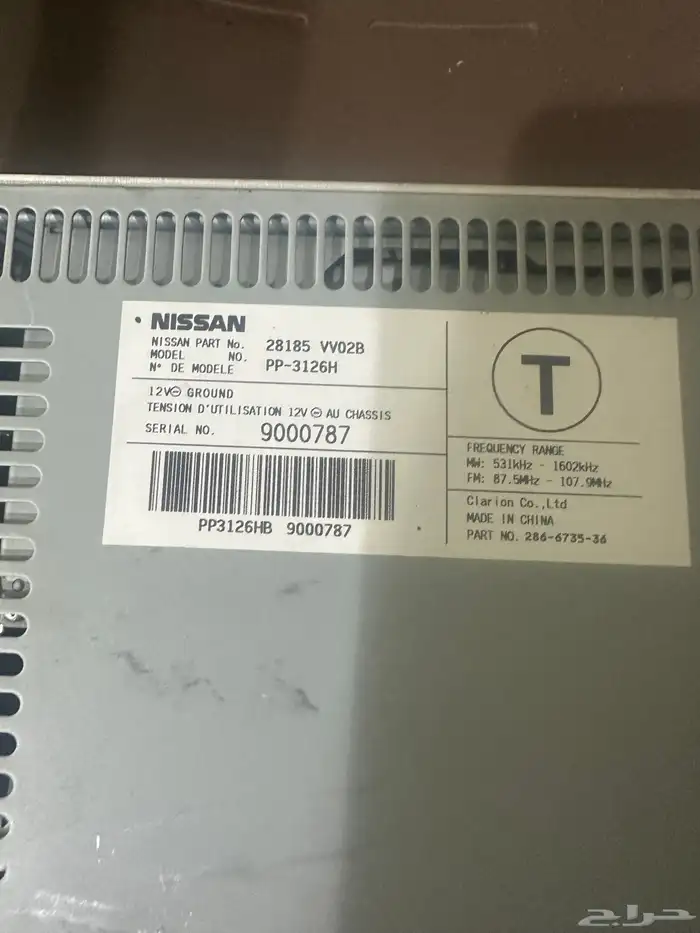 NISSAN
NISSAN PART No. 28185 VV02B
MODEL NO.
N° DE MODELE PP-3126H
12V⊖ GROUND
TENSION D'UTILISATION 12V ⊖ AU CHASSIS
SERIAL NO. 9000787
PP3126HB 9000787
T
FREQUENCY RANGE
MW: 531kHz - 1602kHz
FM: 87.5MHz - 107.9MHz
Clarion Co.,Ltd
MADE IN CHINA
PART NO. 286-6735-36
حراج